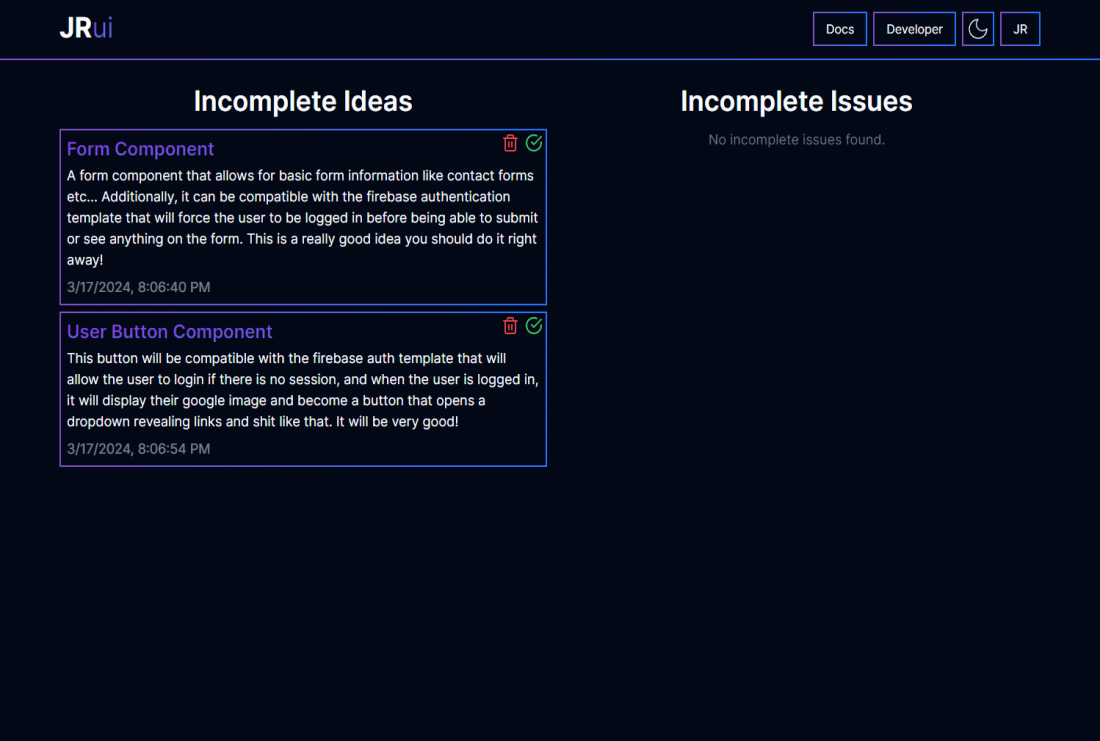 JRui
Docs
Developer
JR
Incomplete Ideas
Form Component
A form component that allows for basic form information like contact forms
etc... Additionally, it can be compatible with the firebase authentication
template that will force the user to be logged in before being able to submit
or see anything on the form. This is a really good idea you should do it right
away!
3/17/2024, 8:06:40 PM
User Button Component
This button will be compatible with the firebase auth template that will
allow the user to login if there is no session, and when the user is logged in,
it will display their google image and become a button that opens a
dropdown revealing links and shit like that. It will be very good!
3/17/2024, 8:06:54 PM
Incomplete Issues
No incomplete issues found.